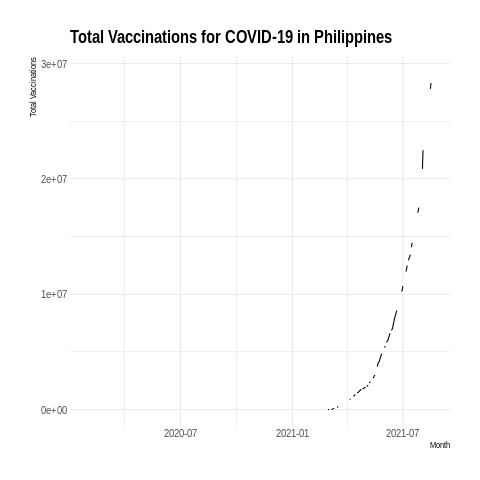 Total Vaccinations for COVID-19 in Philippines
Total Vaccinations
3e+07
2e+07
1e+07
0e+00
2020-07
2021-01
2021-07
Month